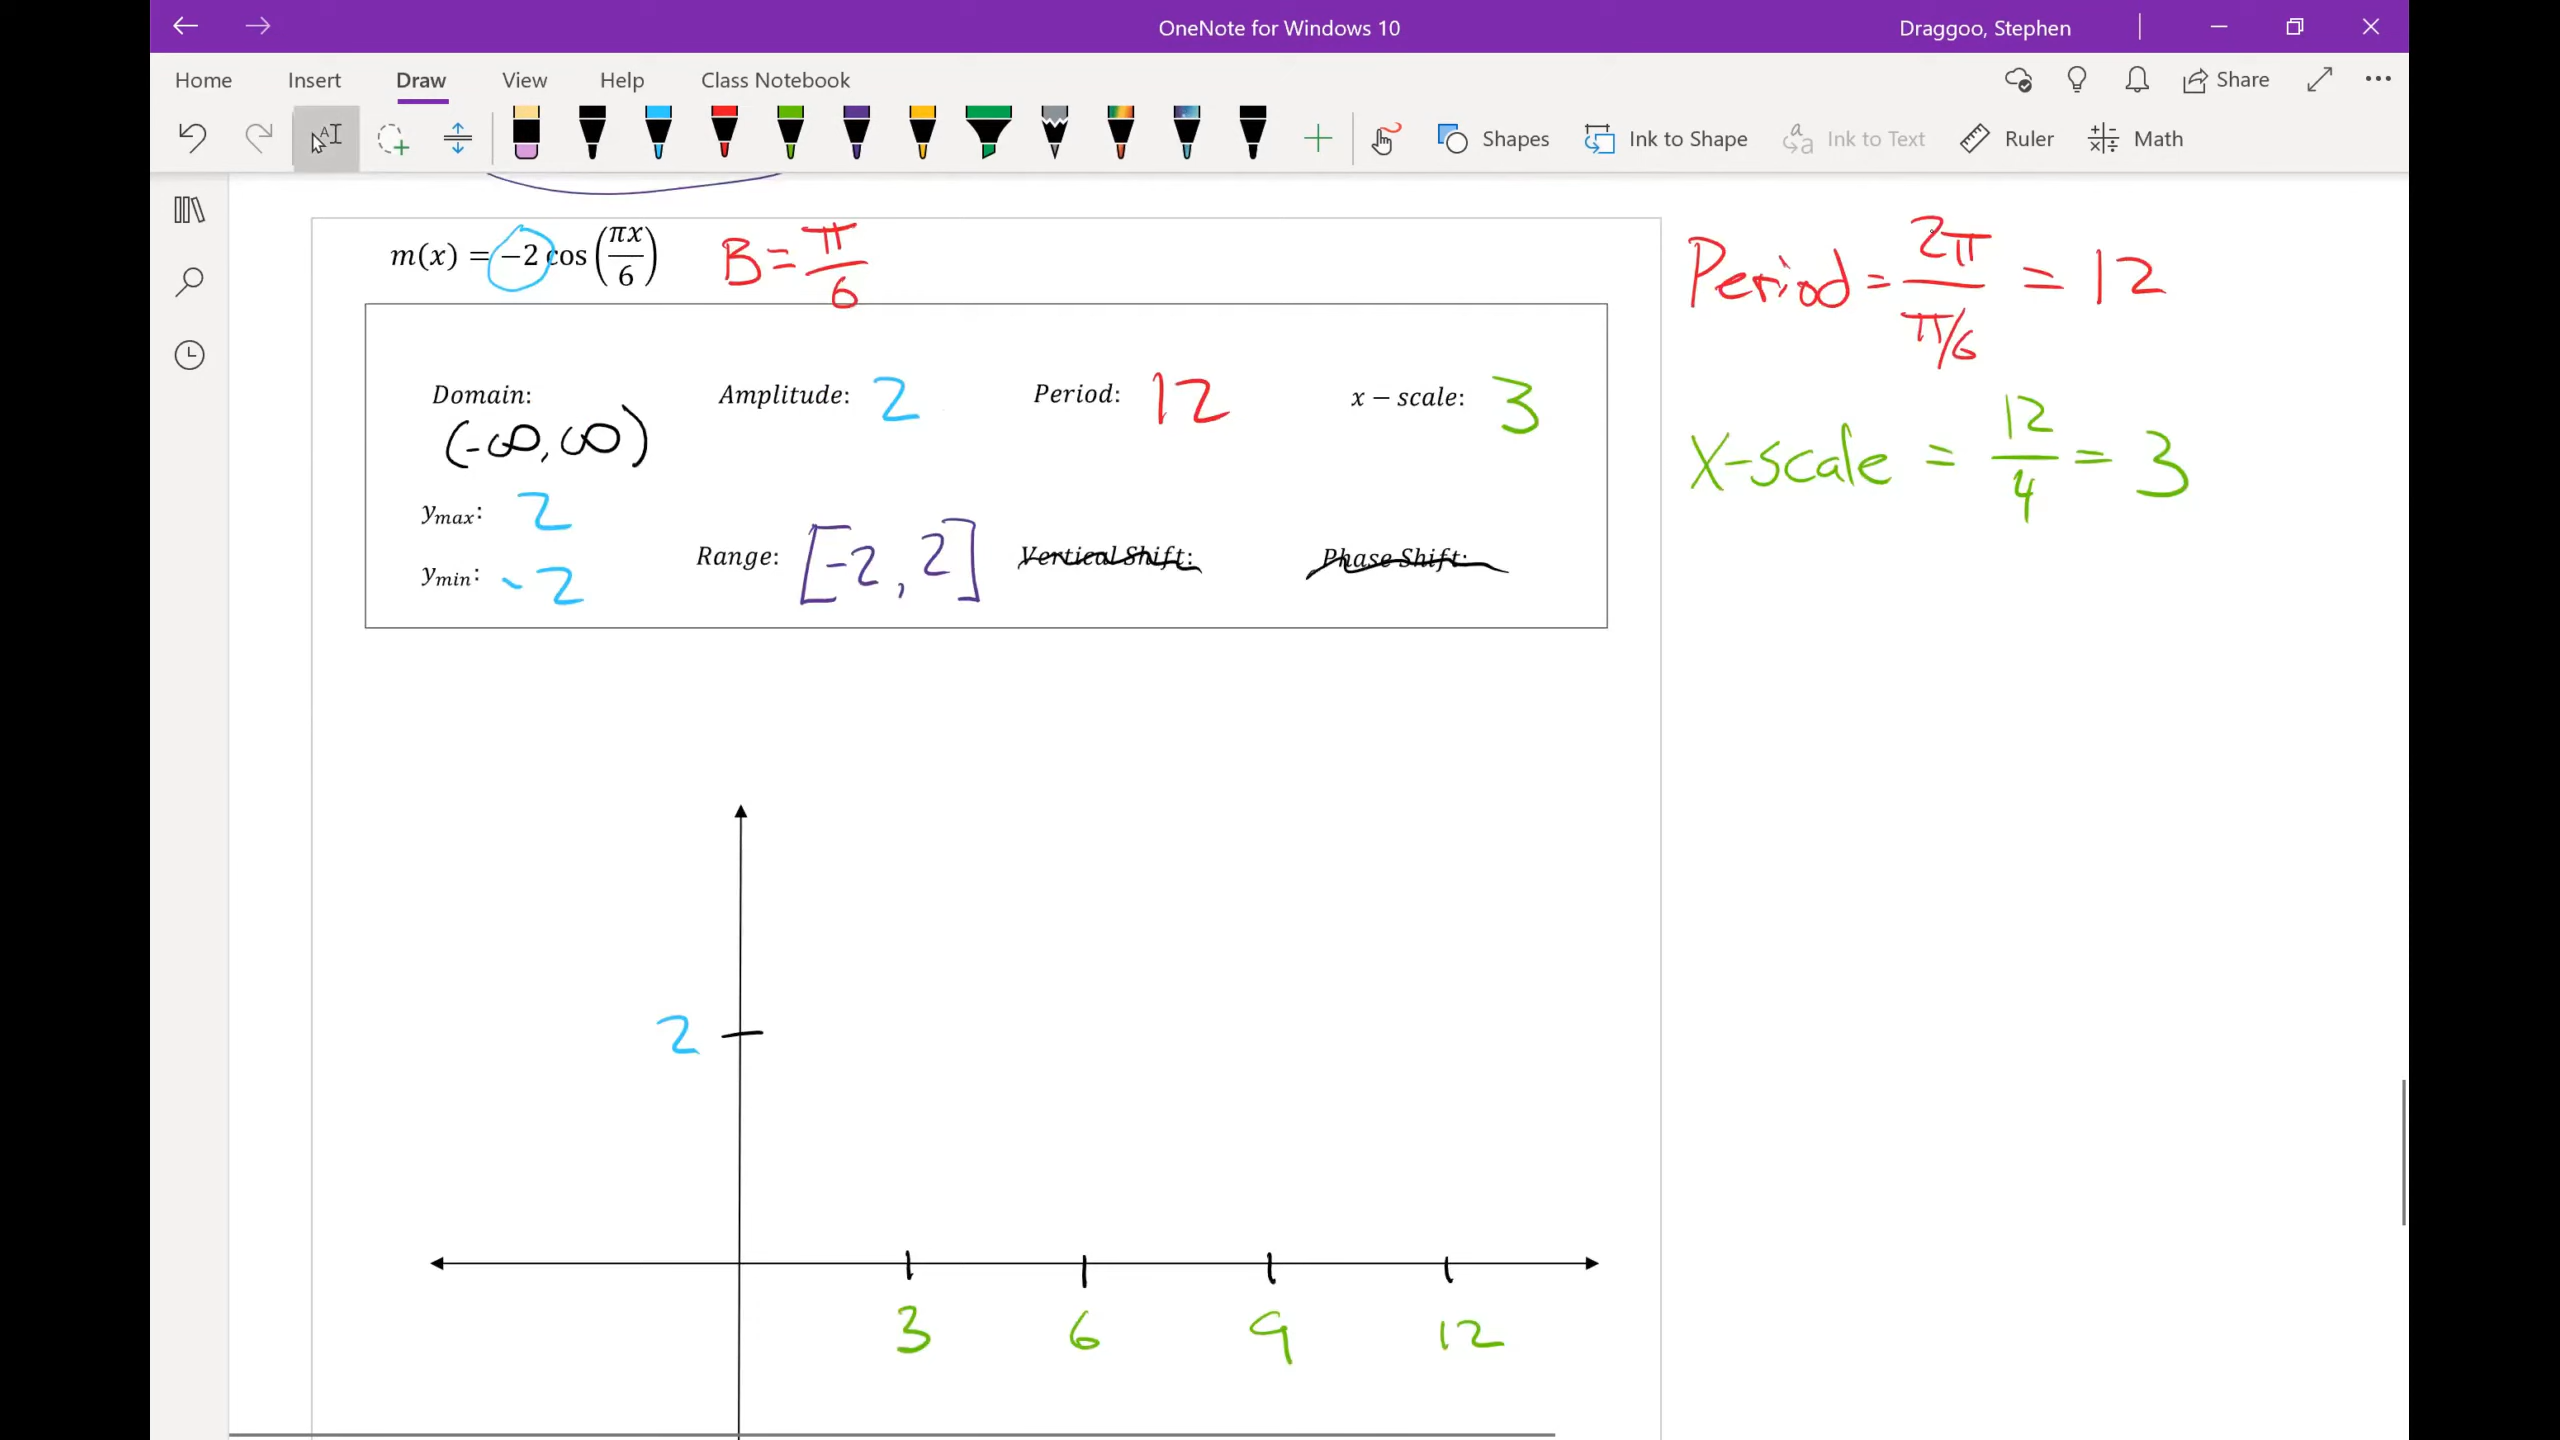 OneNote for Windows 10
Draggoo, Stephen
Home Insert Draw View Help Class Notebook
Share
Shapes Ink to Shape Ink to Text Ruler Math
m(x) = -2 cos (πx/6) B = π/6
Period = 2π / π/6 = 12
Domain: (-∞, ∞) Amplitude: 2 Period: 12 x - scale: 3
X-scale = 12/4 = 3
y_max: 2
y_min: -2
Range: [-2, 2] Vertical Shift: Phase Shift:
2
3 6 9 12